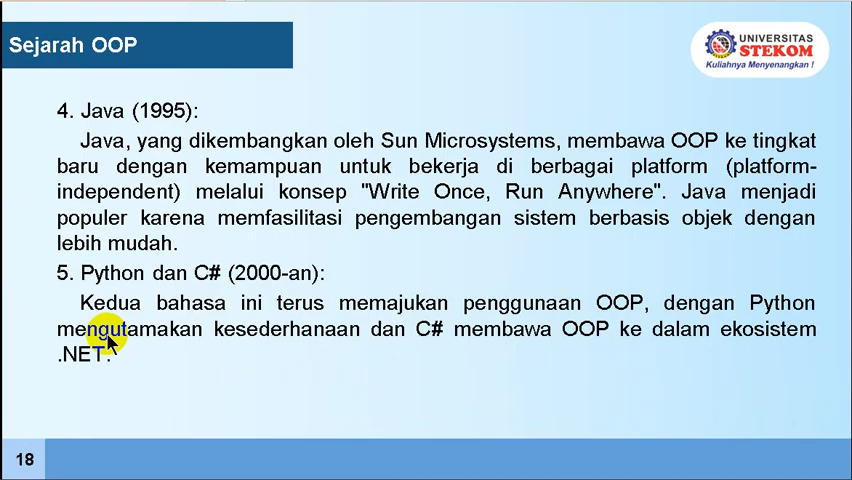 Sejarah OOP
UNIVERSITAS
STEKOM
Kuliahnya Menyenangkan !
4. Java (1995):
Java, yang dikembangkan oleh Sun Microsystems, membawa OOP ke tingkat
baru dengan kemampuan untuk bekerja di berbagai platform (platform-
independent) melalui konsep "Write Once, Run Anywhere". Java menjadi
populer karena memfasilitasi pengembangan sistem berbasis objek dengan
lebih mudah.
5. Python dan C# (2000-an):
Kedua bahasa ini terus memajukan penggunaan OOP, dengan Python
mengutamakan kesederhanaan dan C# membawa OOP ke dalam ekosistem
.NET.
18